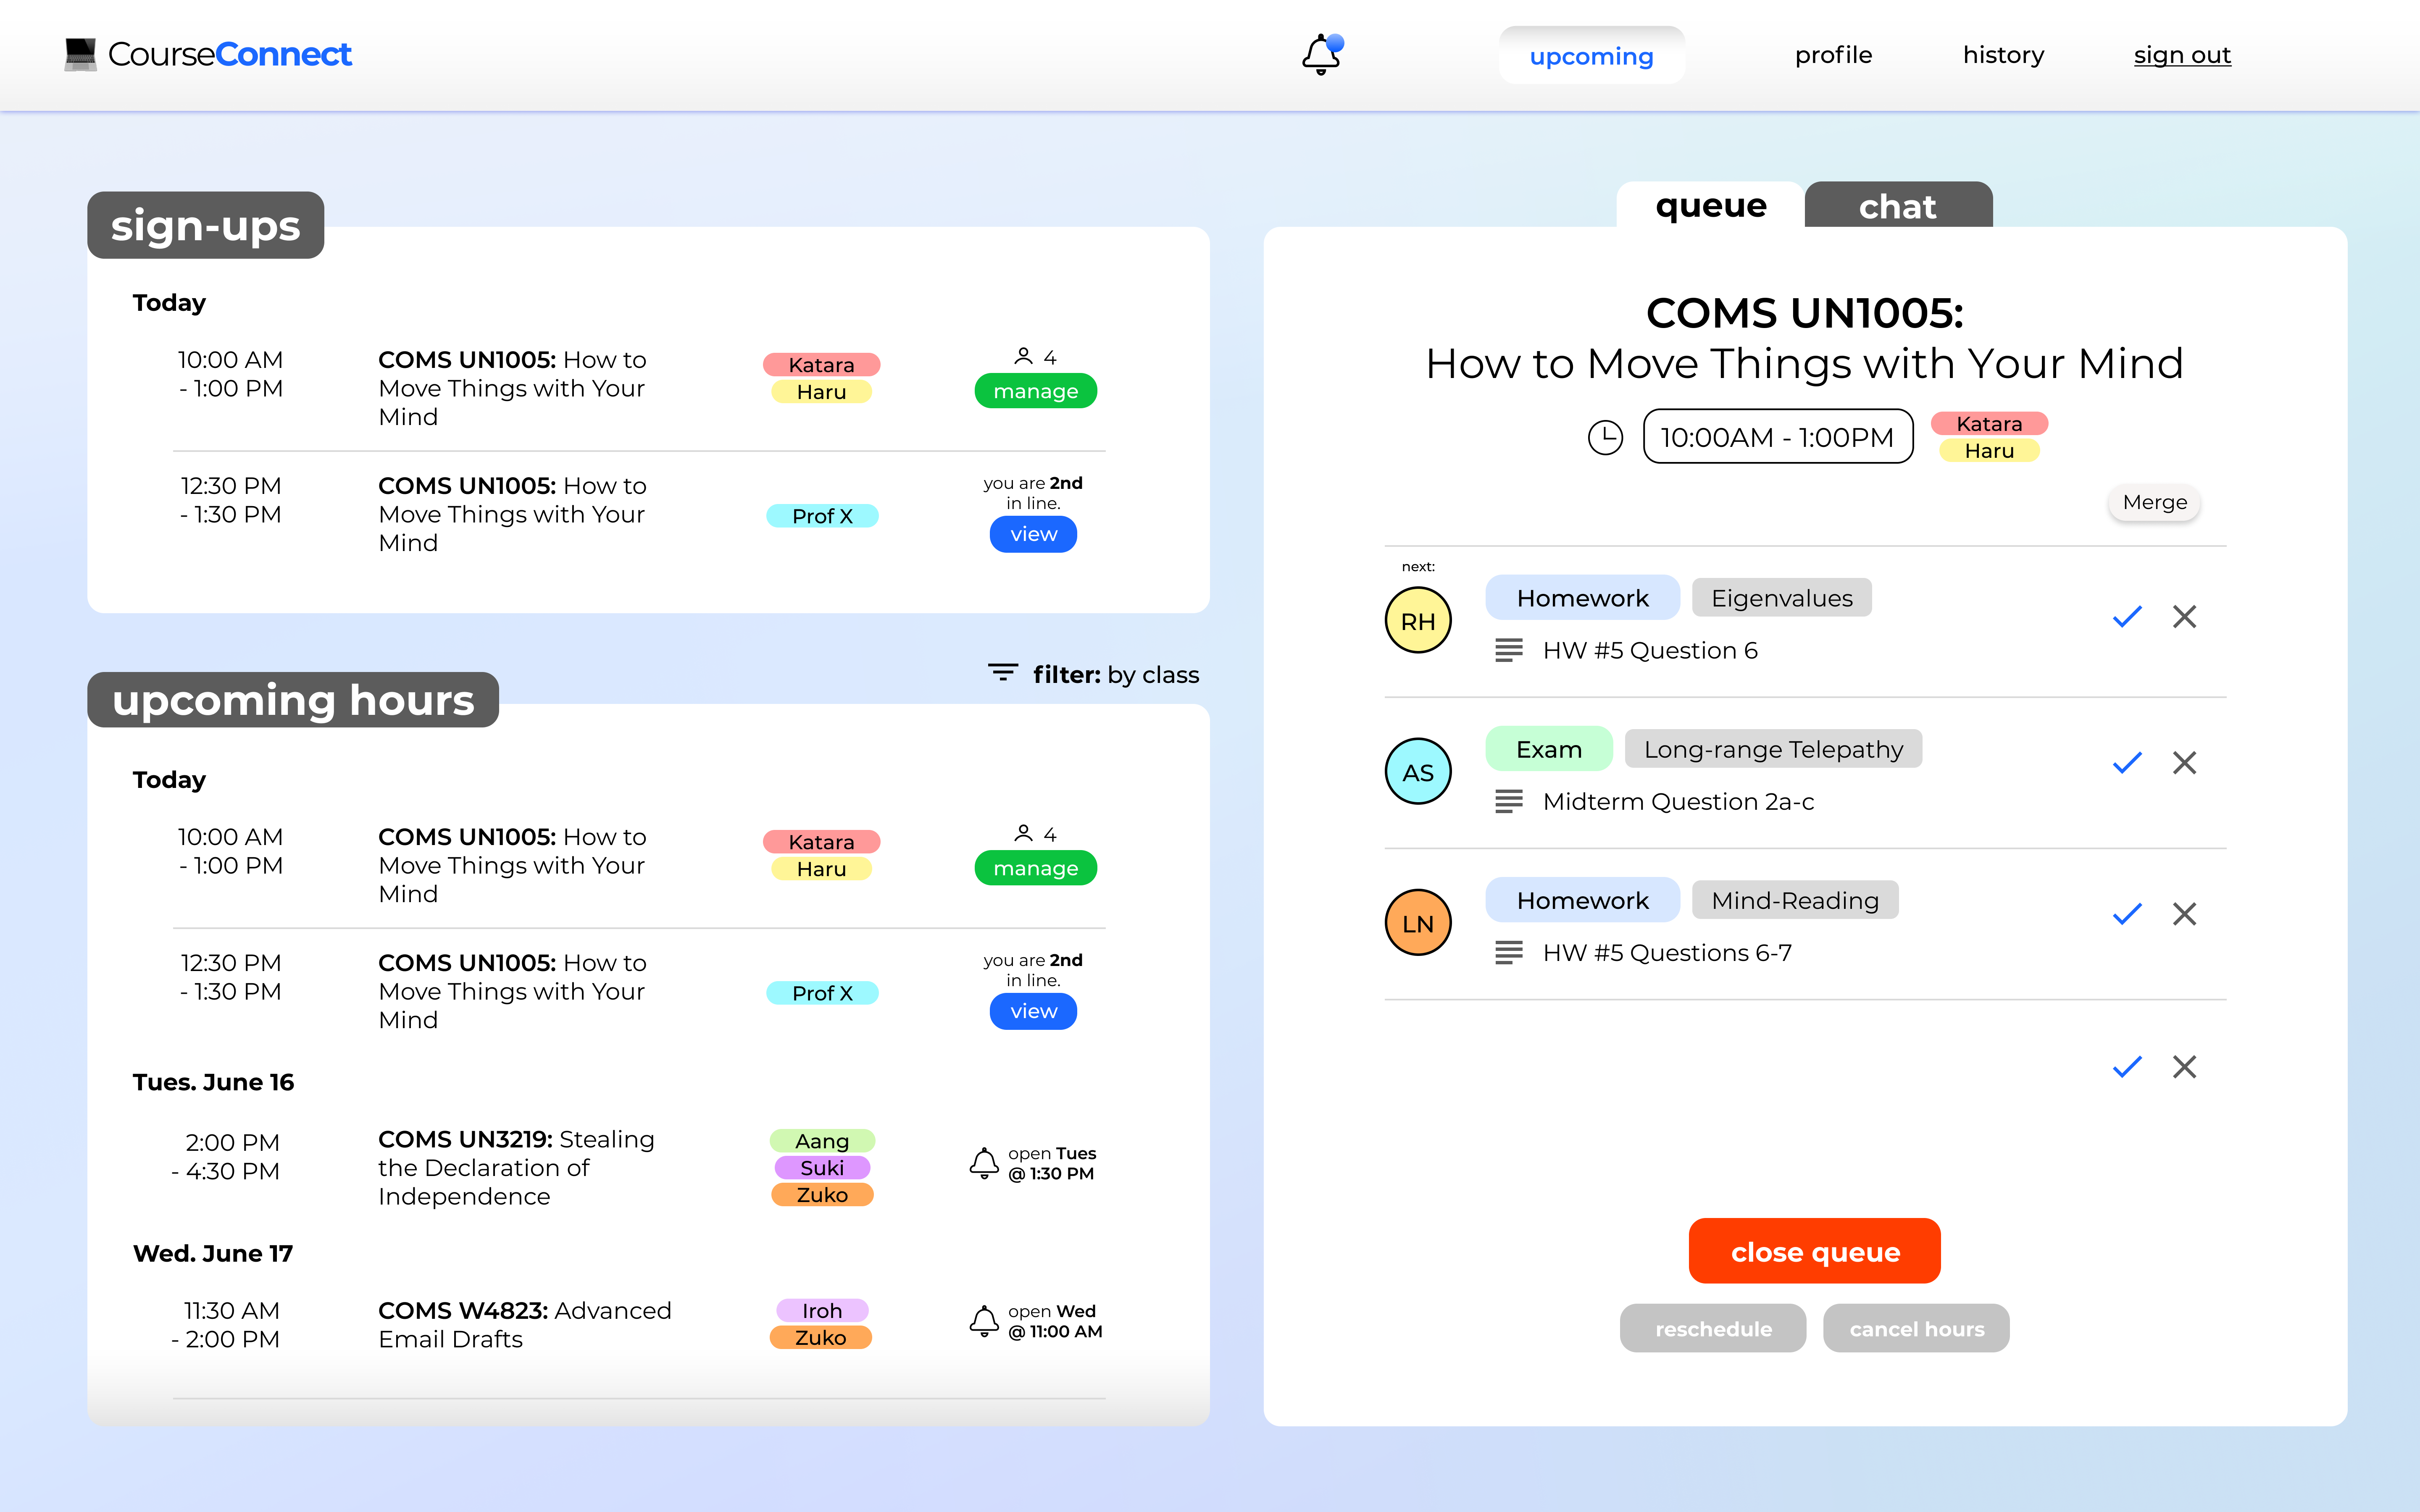 CourseConnect
upcoming
profile
history
sign out
sign-ups
Today
10:00 AM
- 1:00 PM
COMS UN1005: How to
Move Things with Your
Mind
Katara
Haru
4
manage
12:30 PM
- 1:30 PM
COMS UN1005: How to
Move Things with Your
Mind
Prof X
you are 2nd
in line.
view
filter: by class
upcoming hours
Today
10:00 AM
- 1:00 PM
COMS UN1005: How to
Move Things with Your
Mind
Katara
Haru
4
manage
12:30 PM
- 1:30 PM
COMS UN1005: How to
Move Things with Your
Mind
Prof X
you are 2nd
in line.
view
Tues. June 16
2:00 PM
- 4:30 PM
COMS UN3219: Stealing
the Declaration of
Independence
Aang
Suki
Zuko
open Tues
@ 1:30 PM
Wed. June 17
11:30 AM
- 2:00 PM
COMS W4823: Advanced
Email Drafts
Iroh
Zuko
open Wed
@ 11:00 AM
queue
chat
COMS UN1005:
How to Move Things with Your Mind
10:00AM - 1:00PM
Katara
Haru
Merge
next:
RH
Homework
Eigenvalues
HW #5 Question 6
AS
Exam
Long-range Telepathy
Midterm Question 2a-c
LN
Homework
Mind-Reading
HW #5 Questions 6-7
close queue
reschedule
cancel hours